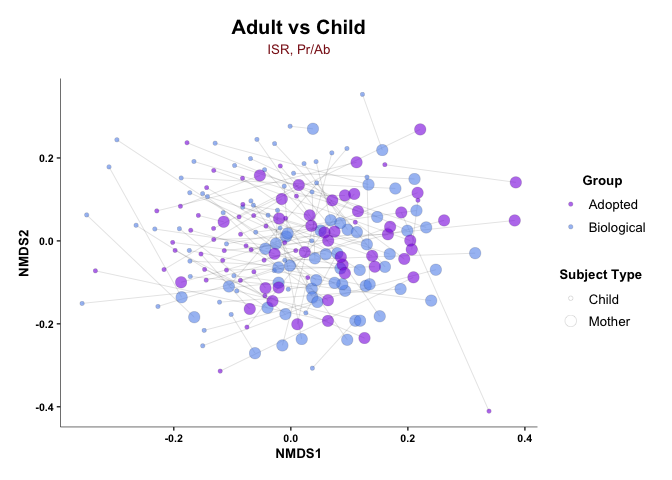 Adult vs Child
ISR, Pr/Ab
NMDS2
0.2
0.0
-0.2
-0.4
-0.2
0.0
0.2
0.4
NMDS1
Group
Adopted
Biological
Subject Type
Child
Mother